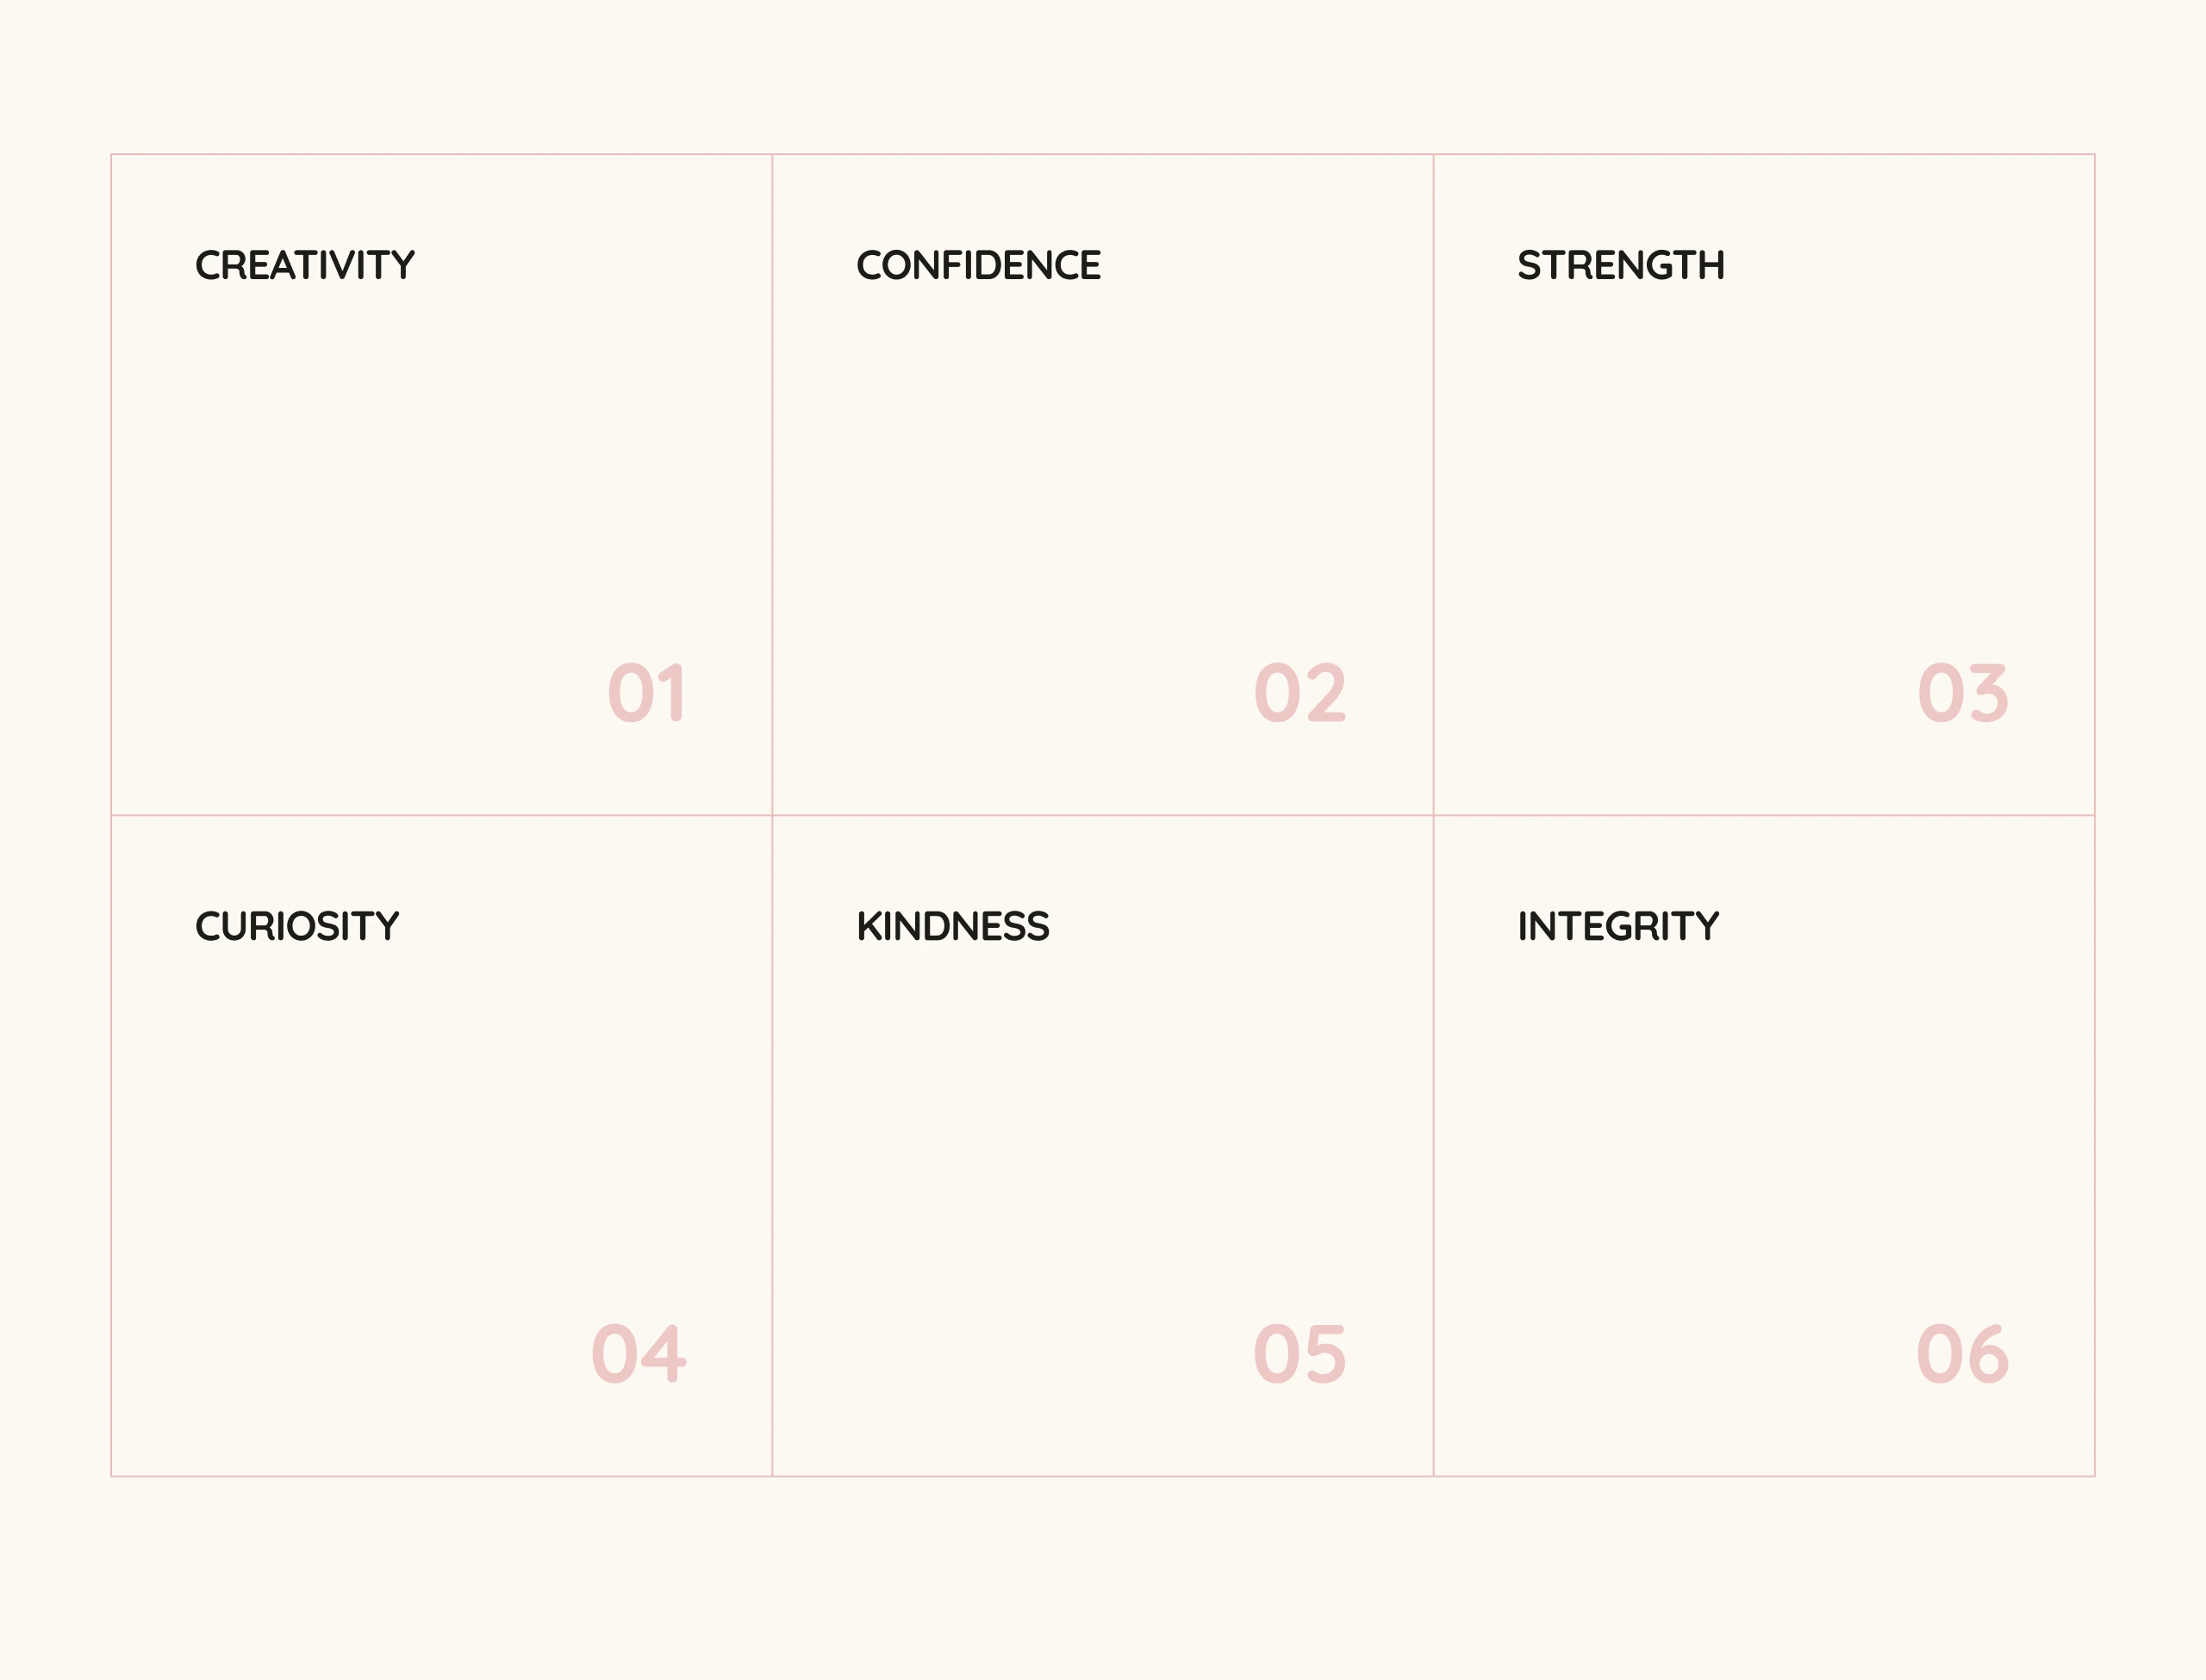 CREATIVITY
01
CONFIDENCE
02
STRENGTH
03
CURIOSITY
04
KINDNESS
05
INTEGRITY
06